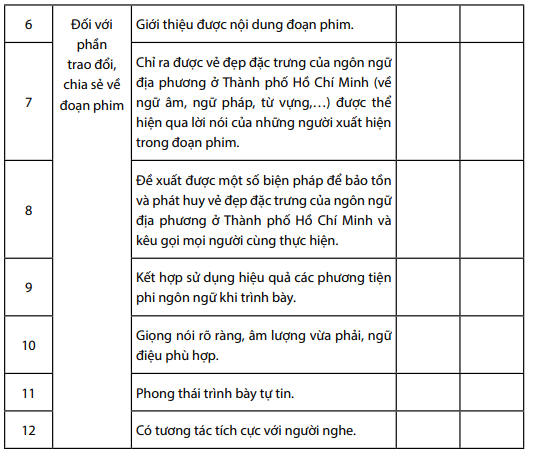 6
Đối với
phần
trao đổi,
chia sẻ về
đoạn phim
Giới thiệu được nội dung đoạn phim.
7
Chỉ ra được vẻ đẹp đặc trưng của ngôn ngữ
địa phương ở Thành phố Hồ Chí Minh (về
ngữ âm, ngữ pháp, từ vựng,…) được thể
hiện qua lời nói của những người xuất hiện
trong đoạn phim.
8
Đề xuất được một số biện pháp để bảo tồn
và phát huy vẻ đẹp đặc trưng của ngôn ngữ
địa phương ở Thành phố Hồ Chí Minh và
kêu gọi mọi người cùng thực hiện.
9
Kết hợp sử dụng hiệu quả các phương tiện
phi ngôn ngữ khi trình bày.
10
Giọng nói rõ ràng, âm lượng vừa phải, ngữ
điệu phù hợp.
11
Phong thái trình bày tự tin.
12
Có tương tác tích cực với người nghe.